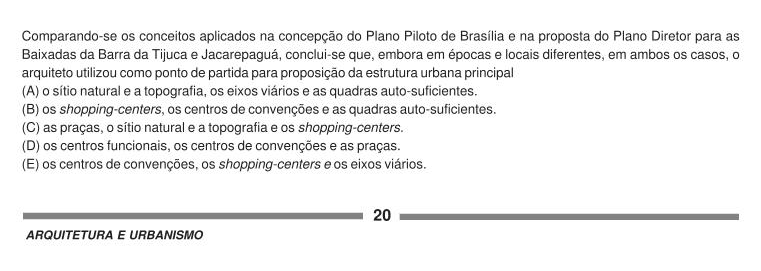 Comparando-se os conceitos aplicados na concepção do Plano Piloto de Brasília e na proposta do Plano Diretor para as
Baixadas da Barra da Tijuca e Jacarepaguá, conclui-se que, embora em épocas e locais diferentes, em ambos os casos, o
arquiteto utilizou como ponto de partida para proposição da estrutura urbana principal
(A) o sítio natural e a topografia, os eixos viários e as quadras auto-suficientes.
(B) os shopping-centers, os centros de convenções e as quadras auto-suficientes.
(C) as praças, o sítio natural e a topografia e os shopping-centers.
(D) os centros funcionais, os centros de convenções e as praças.
(E) os centros de convenções, os shopping-centers e os eixos viários.
20
ARQUITETURA E URBANISMO